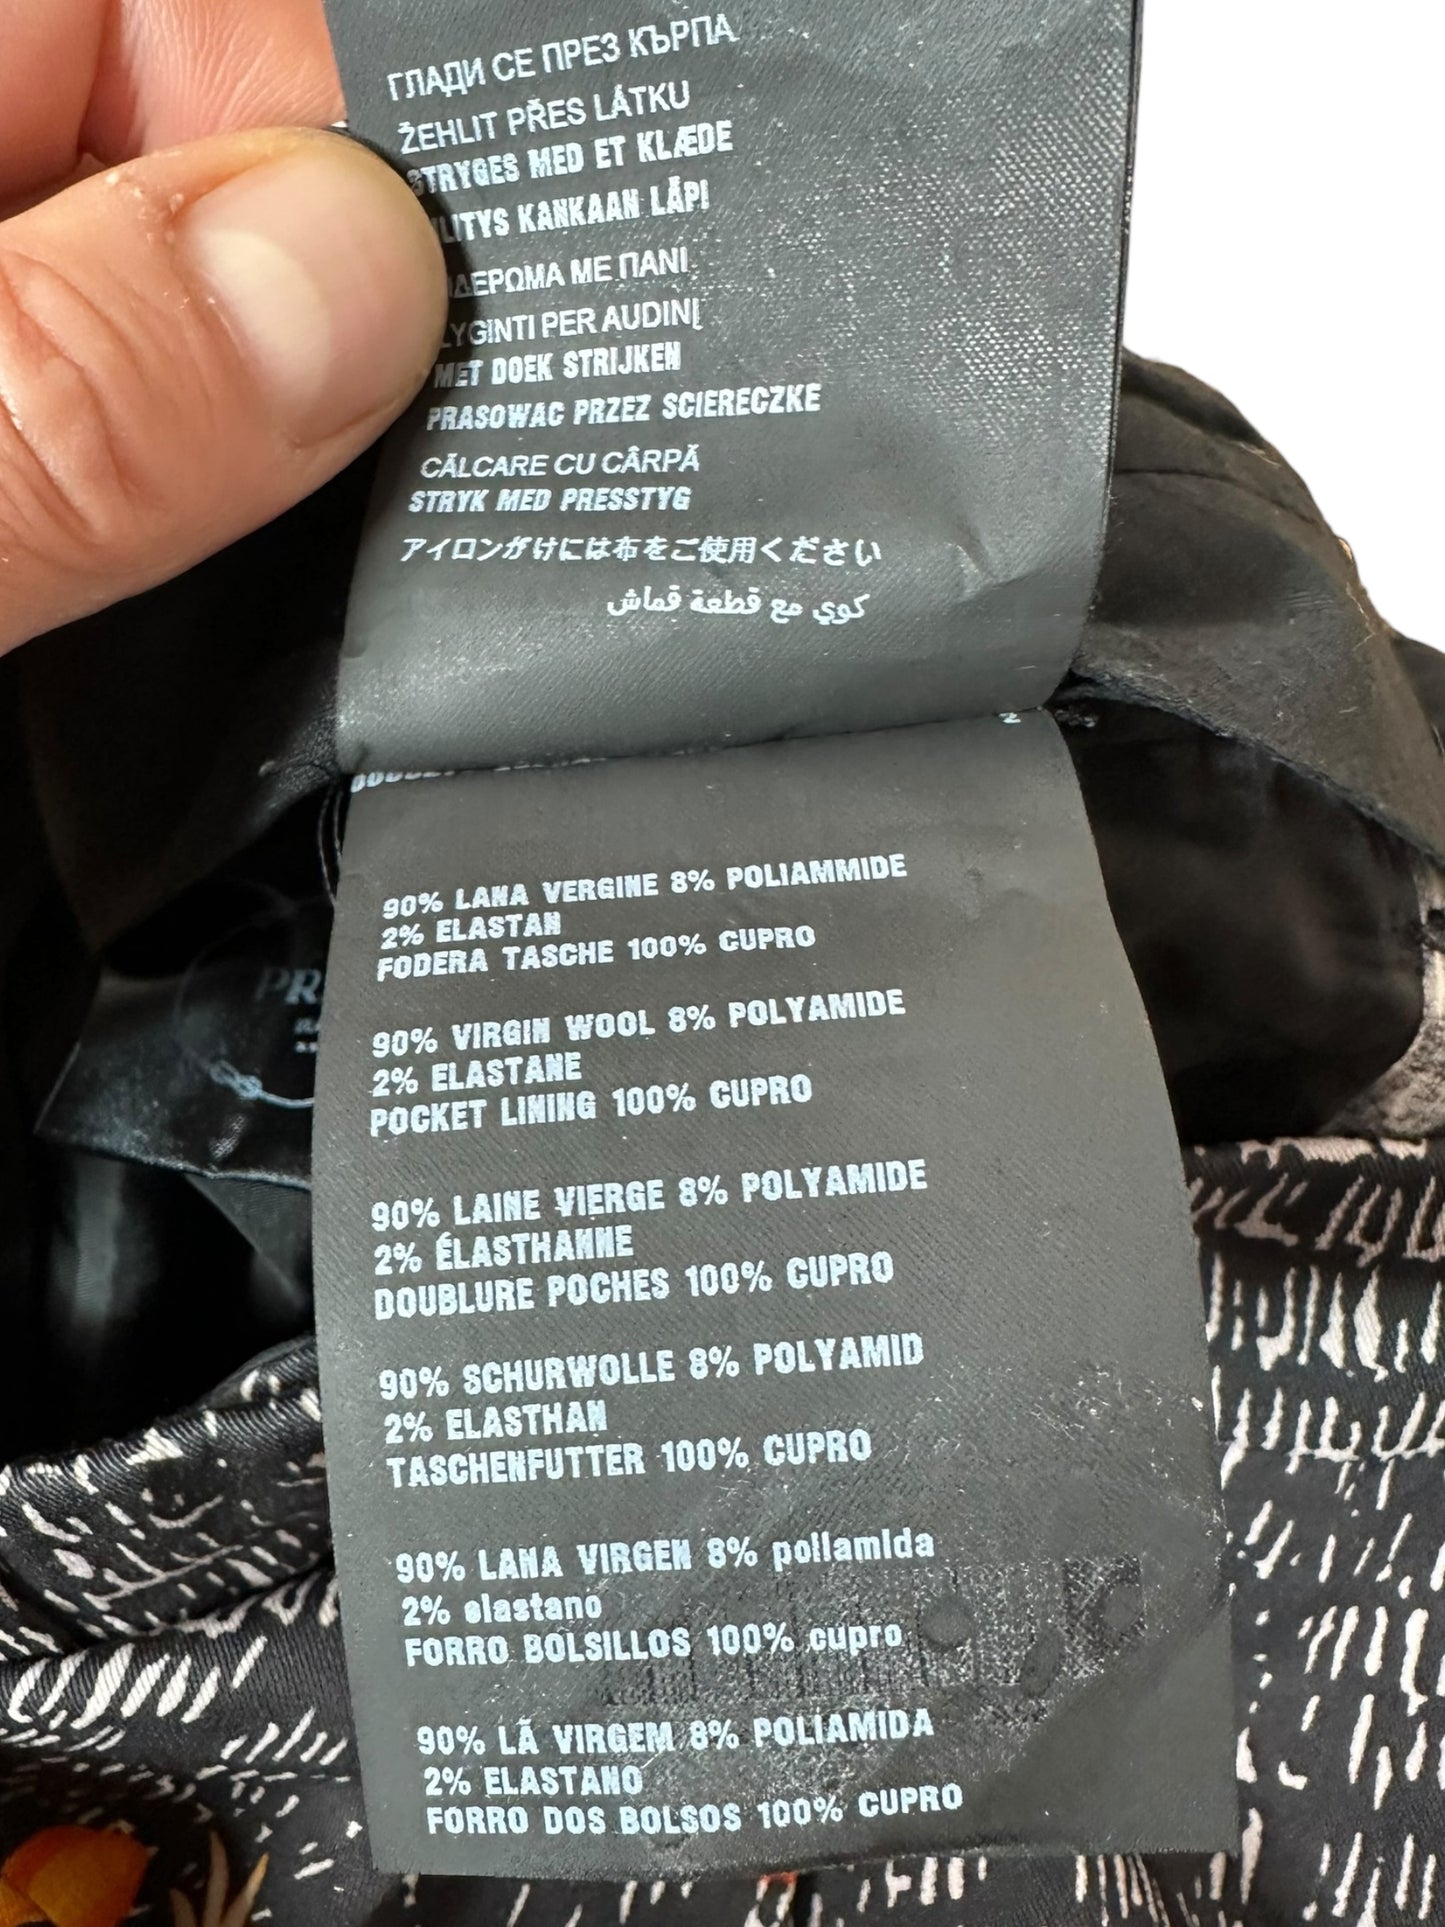 ГЛАДИ СЕ ПРЕЗ КЪРПА
ŽEHLIT PŘES LÁTKU
STRYGES MED ET KLÆDE
KANKAAN LÄPI
ΜΕ ΠΑΝΙ
PER AUDINĮ
MET DOEK STRIJKEN
PRASOWAC PRZEZ SCIERECZKE
CĂLCARE CU CÂRPĂ
STRYK MED PRESSTYG
アイロンがけには布をご使用ください
كوي مع قطعة قماش
90% LANA VERGINE 8% POLIAMMIDE
2% ELASTAN
FODERA TASCHE 100% CUPRO
90% VIRGIN WOOL 8% POLYAMIDE
2% ELASTANE
POCKET LINING 100% CUPRO
90% LAINE VIERGE 8% POLYAMIDE
2% ÉLASTHANNE
DOUBLURE POCHES 100% CUPRO
90% SCHURWOLLE 8% POLYAMID
2% ELASTHAN
TASCHENFUTTER 100% CUPRO
90% LANA VIRGEN 8% poliamida
2% elastano
FORRO BOLSILLOS 100% cupro
90% LÃ VIRGEM 8% POLIAMIDA
2% ELASTANO
FORRO DOS BOLSOS 100% CUPRO